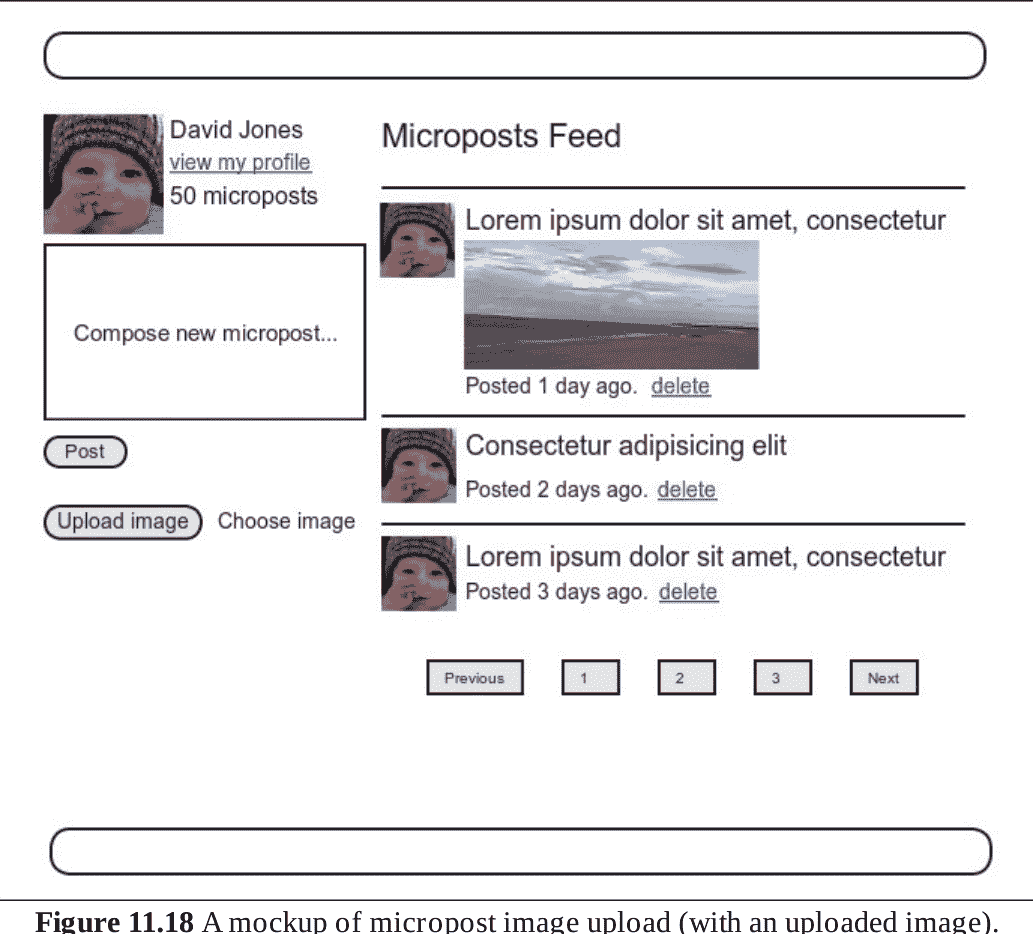 David Jones
view my profile
50 microposts
Compose new micropost...
Post
Upload image Choose image
Microposts Feed
Lorem ipsum dolor sit amet, consectetur
Posted 1 day ago. delete
Consectetur adipisicing elit
Posted 2 days ago. delete
Lorem ipsum dolor sit amet, consectetur
Posted 3 days ago. delete
Previous 1 2 3 Next
Figure 11.18 A mockup of micropost image upload (with an uploaded image).